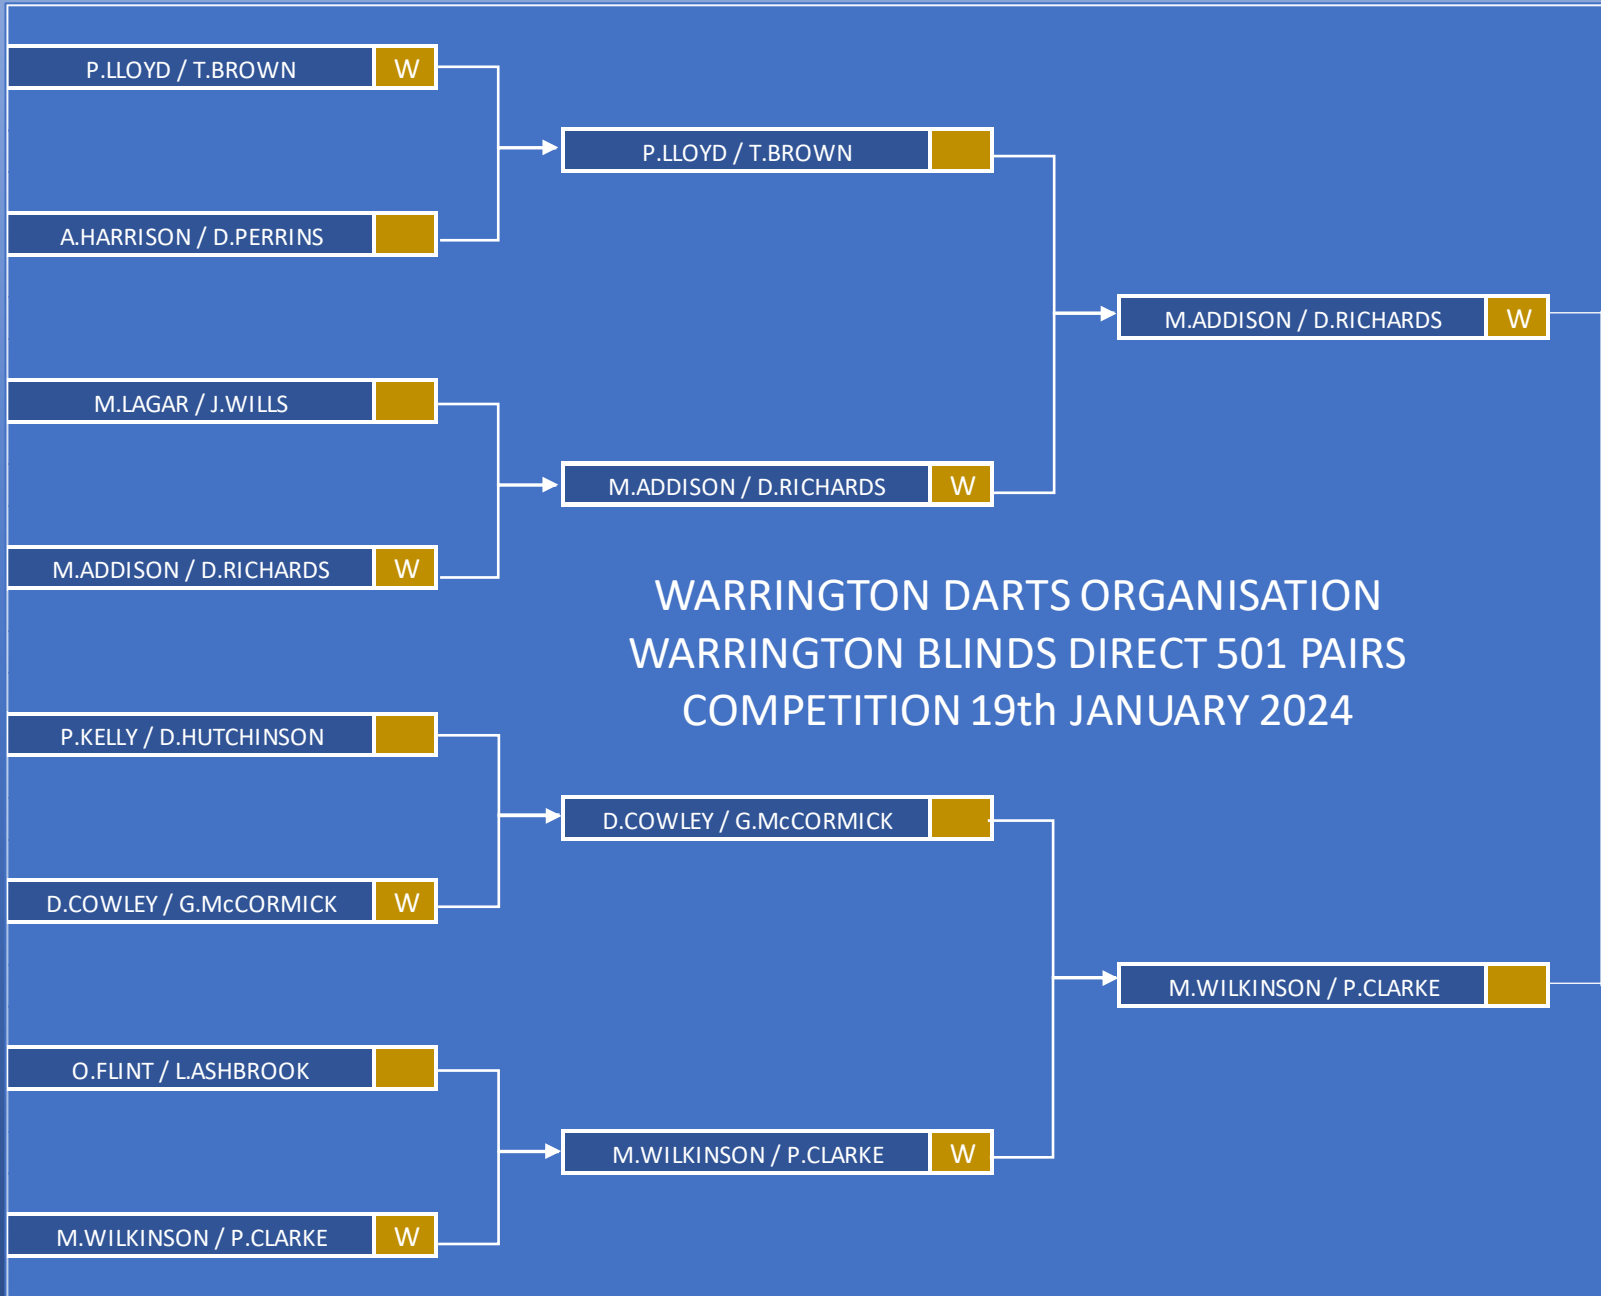 P.LLOYD / T.BROWN W
A.HARRISON / D.PERRINS
M.LAGAR / J.WILLS
M.ADDISON / D.RICHARDS W
P.KELLY / D.HUTCHINSON
D.COWLEY / G.McCORMICK W
O.FLINT / L.ASHBROOK
M.WILKINSON / P.CLARKE W
P.LLOYD / T.BROWN
M.ADDISON / D.RICHARDS W
D.COWLEY / G.McCORMICK
M.WILKINSON / P.CLARKE W
M.ADDISON / D.RICHARDS W
M.WILKINSON / P.CLARKE
WARRINGTON DARTS ORGANISATION
WARRINGTON BLINDS DIRECT 501 PAIRS
COMPETITION 19th JANUARY 2024